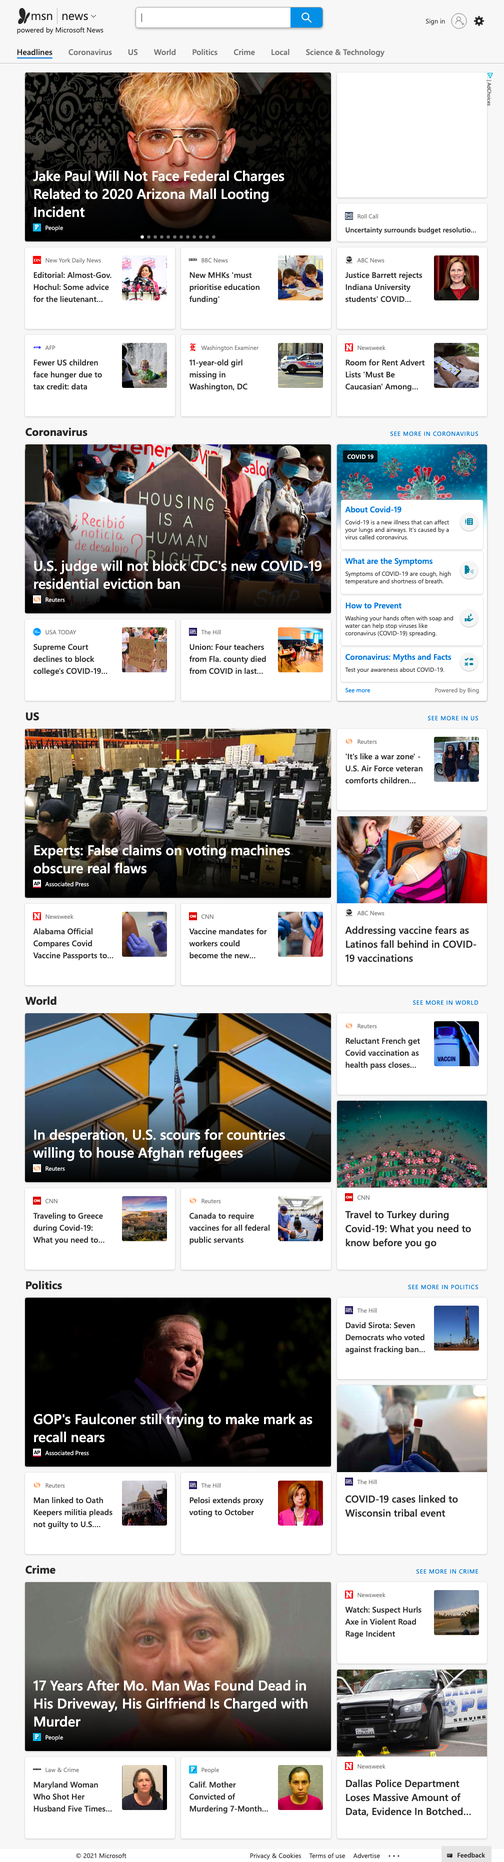 msn | news
powered by Microsoft News
Sign in
Headlines Coronavirus US World Politics Crime Local Science & Technology
Jake Paul Will Not Face Federal Charges
Related to 2020 Arizona Mall Looting
Incident
People
AdChoices
Roll Call
Uncertainty surrounds budget resolutio...
New York Daily News
Editorial: Almost-Gov.
Hochul: Some advice
for the lieutenant...
BBC News
New MHKs 'must
prioritise education
funding'
ABC News
Justice Barrett rejects
Indiana University
students' COVID...
AFP
Fewer US children
face hunger due to
tax credit: data
Washington Examiner
11-year-old girl
missing in
Washington, DC
Newsweek
Room for Rent Advert
Lists 'Must Be
Caucasian' Among...
Coronavirus
SEE MORE IN CORONAVIRUS
¿Recibió
noticia
de desalojo?
HOUSING
IS A
HUMAN
RIGHT
U.S. judge will not block CDC's new COVID-19
residential eviction ban
Reuters
COVID 19
About Covid-19
Covid-19 is a new illness that can affect
your lungs and airways. It's caused by a
virus called coronavirus.
What are the Symptoms
Symptoms of COVID-19 are cough, high
temperature and shortness of breath.
How to Prevent
Washing your hands often with soap and
water can help stop viruses like
coronavirus (COVID-19) spreading.
Coronavirus: Myths and Facts
Test your awareness about COVID-19.
See more
Powered by Bing
USA TODAY
Supreme Court
declines to block
college's COVID-19...
The Hill
Union: Four teachers
from Fla. county died
from COVID in last...
US
SEE MORE IN US
Experts: False claims on voting machines
obscure real flaws
Associated Press
Reuters
'It's like a war zone' -
U.S. Air Force veteran
comforts children...
ABC News
Addressing vaccine fears as
Latinos fall behind in COVID-
19 vaccinations
Newsweek
Alabama Official
Compares Covid
Vaccine Passports to...
CNN
Vaccine mandates for
workers could
become the new...
World
SEE MORE IN WORLD
In desperation, U.S. scours for countries
willing to house Afghan refugees
Reuters
Reuters
Reluctant French get
Covid vaccination as
health pass closes...
VACCIN
CNN
Travel to Turkey during
Covid-19: What you need to
know before you go
CNN
Traveling to Greece
during Covid-19:
What you need to...
Reuters
Canada to require
vaccines for all federal
public servants
Politics
SEE MORE IN POLITICS
GOP's Faulconer still trying to make mark as
recall nears
Associated Press
The Hill
David Sirota: Seven
Democrats who voted
against fracking ban...
The Hill
COVID-19 cases linked to
Wisconsin tribal event
Reuters
Man linked to Oath
Keepers militia pleads
not guilty to U.S....
The Hill
Pelosi extends proxy
voting to October
Crime
SEE MORE IN CRIME
17 Years After Mo. Man Was Found Dead in
His Driveway, His Girlfriend Is Charged with
Murder
People
Newsweek
Watch: Suspect Hurls
Axe in Violent Road
Rage Incident
Newsweek
Dallas Police Department
Loses Massive Amount of
Data, Evidence In Botched...
Law & Crime
Maryland Woman
Who Shot Her
Husband Five Times...
People
Calif. Mother
Convicted of
Murdering 7-Month...
© 2021 Microsoft
Privacy & Cookies Terms of use Advertise ...
Feedback